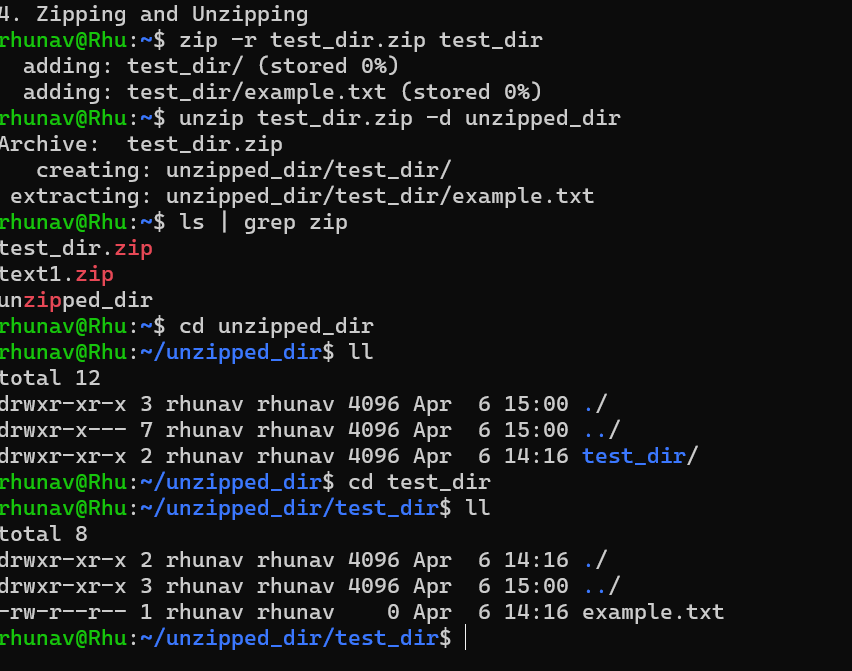 4. Zipping and Unzipping
rhunav@Rhu:~$ zip -r test_dir.zip test_dir
  adding: test_dir/ (stored 0%)
  adding: test_dir/example.txt (stored 0%)
rhunav@Rhu:~$ unzip test_dir.zip -d unzipped_dir
Archive:  test_dir.zip
   creating: unzipped_dir/test_dir/
 extracting: unzipped_dir/test_dir/example.txt
rhunav@Rhu:~$ ls | grep zip
test_dir.zip
text1.zip
unzipped_dir
rhunav@Rhu:~$ cd unzipped_dir
rhunav@Rhu:~/unzipped_dir$ ll
total 12
drwxr-xr-x 3 rhunav rhunav 4096 Apr  6 15:00 ./
drwxr-x--- 7 rhunav rhunav 4096 Apr  6 15:00 ../
drwxr-xr-x 2 rhunav rhunav 4096 Apr  6 14:16 test_dir/
rhunav@Rhu:~/unzipped_dir$ cd test_dir
rhunav@Rhu:~/unzipped_dir/test_dir$ ll
total 8
drwxr-xr-x 2 rhunav rhunav 4096 Apr  6 14:16 ./
drwxr-xr-x 3 rhunav rhunav 4096 Apr  6 15:00 ../
-rw-r--r-- 1 rhunav rhunav    0 Apr  6 14:16 example.txt
rhunav@Rhu:~/unzipped_dir/test_dir$